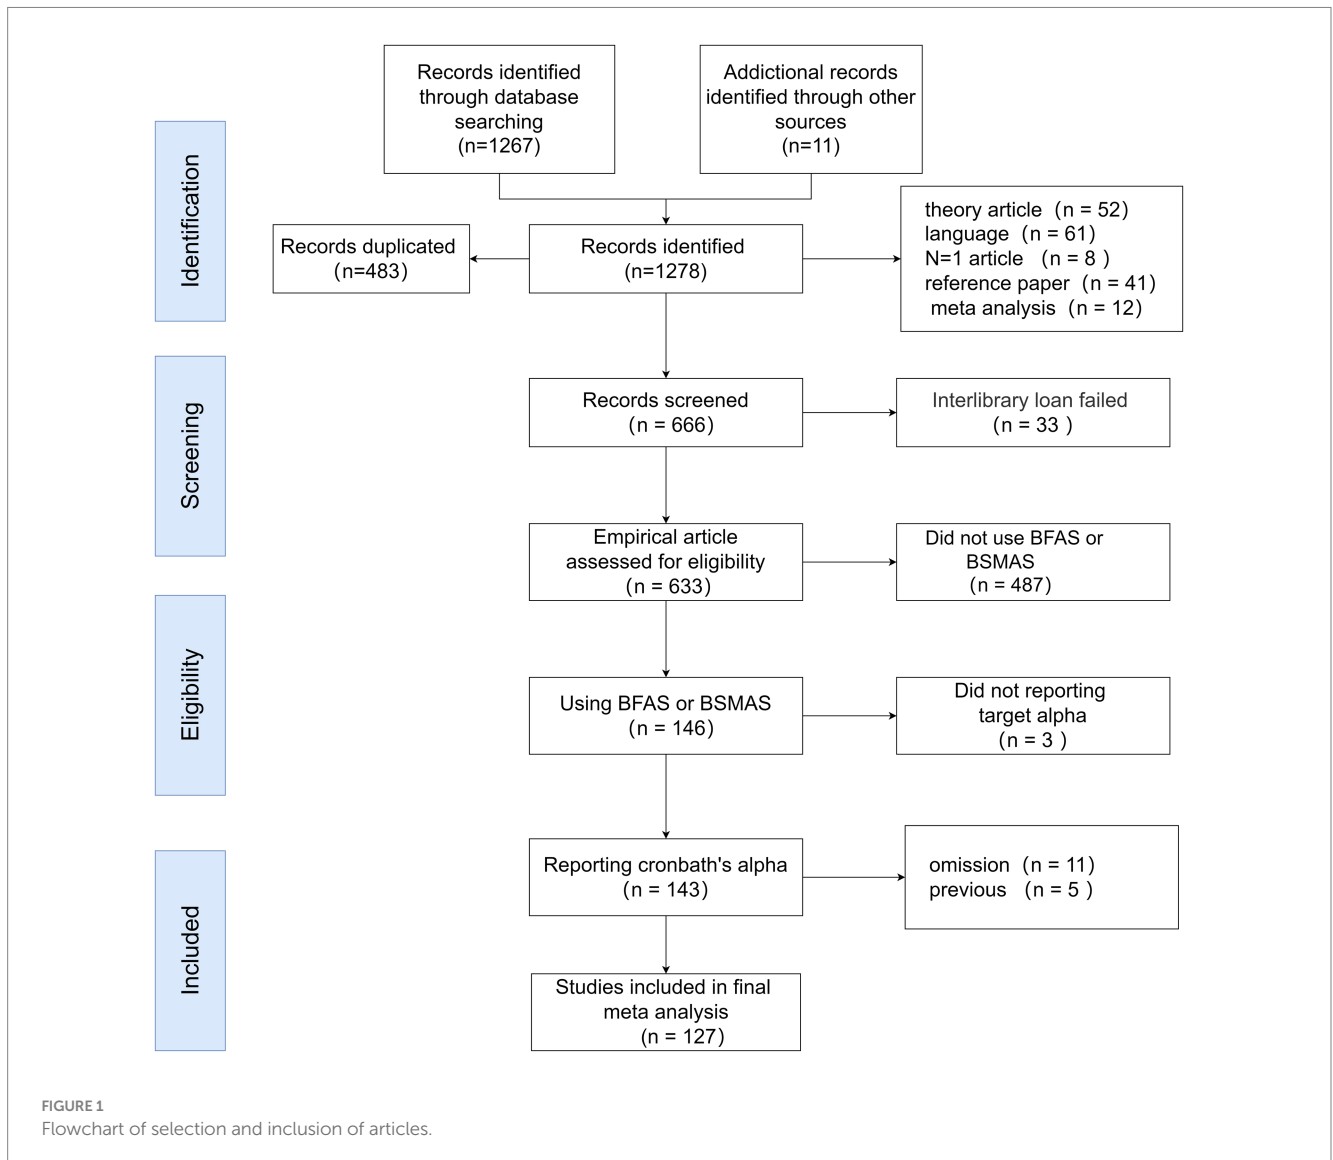 Records identified
through database
searching
(n=1267)
Addictional records
identified through other
sources
(n=11)
Identification
Records duplicated
(n=483)
Records identified
(n=1278)
theory article (n = 52)
language (n = 61)
N=1 article (n = 8 )
reference paper (n = 41)
meta analysis (n = 12)
Screening
Records screened
(n = 666)
Interlibrary loan failed
(n = 33 )
Empirical article
assessed for eligibility
(n = 633)
Did not use BFAS or
BSMAS
(n = 487)
Eligibility
Using BFAS or BSMAS
(n = 146)
Did not reporting
target alpha
(n = 3 )
Included
Reporting cronbath's alpha
(n = 143)
omission (n = 11)
previous (n = 5 )
Studies included in final
meta analysis
(n = 127)
FIGURE 1
Flowchart of selection and inclusion of articles.